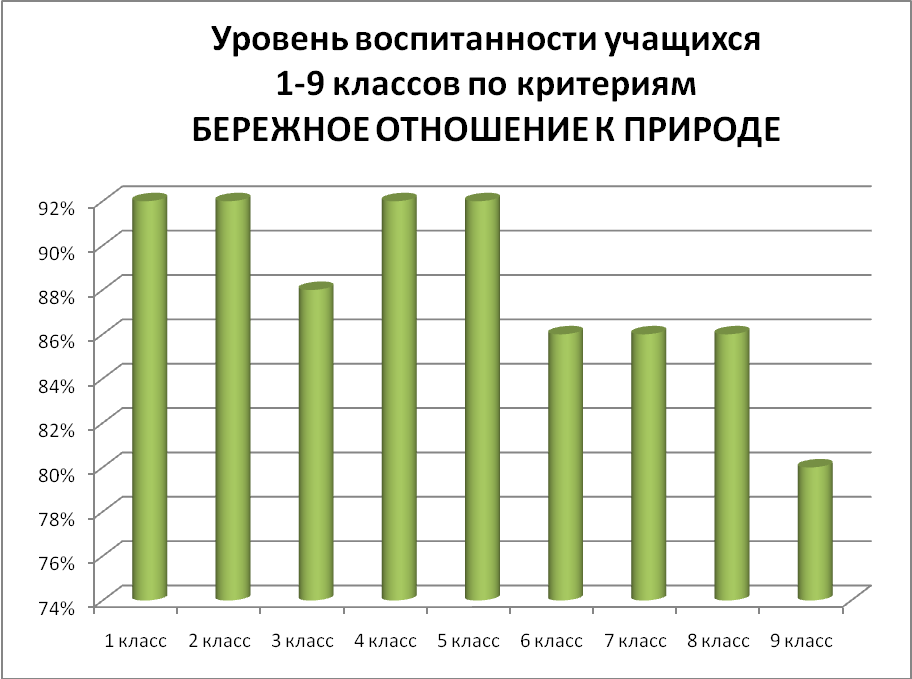 Уровень воспитанности учащихся
1-9 классов по критериям
БЕРЕЖНОЕ ОТНОШЕНИЕ К ПРИРОДЕ
92%
90%
88%
86%
84%
82%
80%
78%
76%
74%
1 класс 2 класс 3 класс 4 класс 5 класс 6 класс 7 класс 8 класс 9 класс